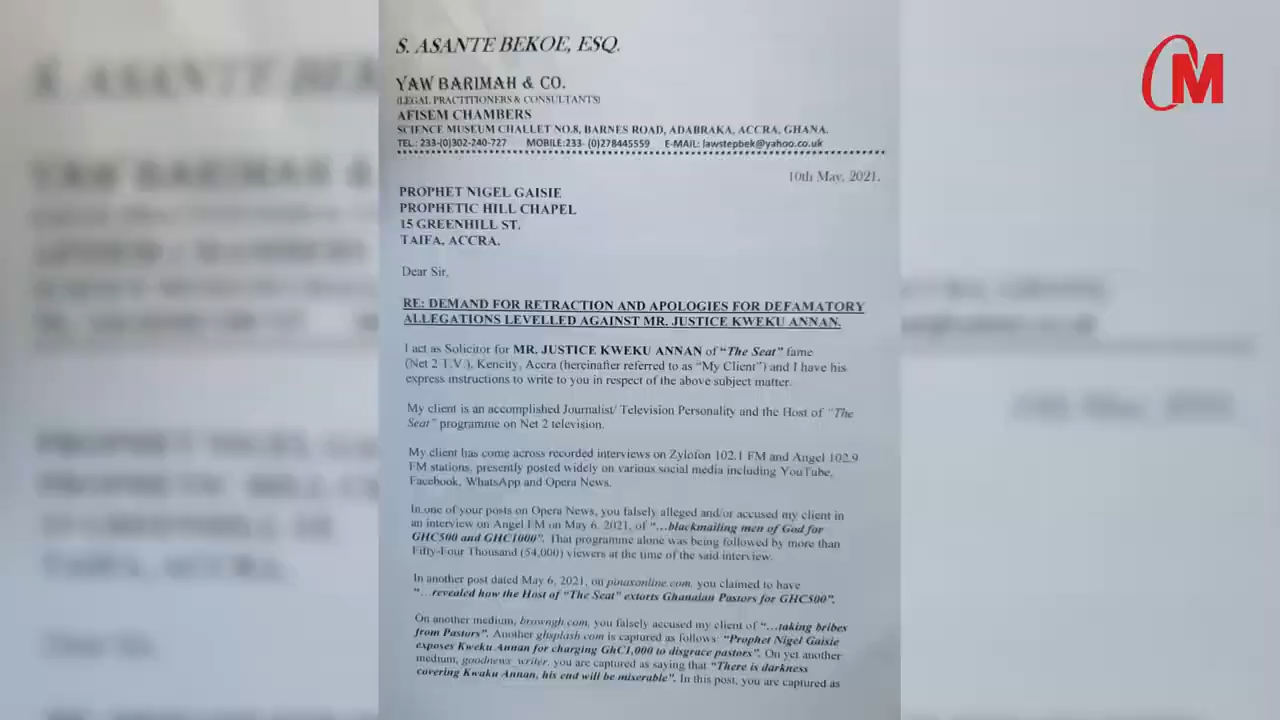 S. ASANTE BEKOE, ESQ.
YAW BARIMAH & CO.
(LEGAL PRACTITIONERS & CONSULTANTS)
AFISEM CHAMBERS
SCIENCE MUSEUM CHALLET NO.8, BARNES ROAD, ADABRAKA, ACCRA, GHANA.
TEL.: 233-(0)302-240-727 MOBILE:233- (0)278445559 E-MAIL: lawstepbek@yahoo.co.uk
10th May, 2021.
PROPHET NIGEL GAISIE
PROPHETIC HILL CHAPEL
15 GREENHILL ST.
TAIFA, ACCRA.
Dear Sir,
RE: DEMAND FOR RETRACTION AND APOLOGIES FOR DEFAMATORY
ALLEGATIONS LEVELLED AGAINST MR. JUSTICE KWEKU ANNAN.
I act as Solicitor for MR. JUSTICE KWEKU ANNAN of "The Seat" fame
(Net 2 T.V.), Kencity, Accra (hereinafter referred to as "My Client") and I have his
express instructions to write to you in respect of the above subject matter.
My client is an accomplished Journalist/ Television Personality and the Host of "The
Seat" programme on Net 2 television.
My client has come across recorded interviews on Zylofon 102.1 FM and Angel 102.9
FM stations, presently posted widely on various social media including YouTube,
Facebook, WhatsApp and Opera News.
In one of your posts on Opera News, you falsely alleged and/or accused my client in
an interview on Angel FM on May 6, 2021, of "...blackmailing men of God for
GHC500 and GHC1000". That programme alone was being followed by more than
Fifty-Four Thousand (54,000) viewers at the time of the said interview.
In another post dated May 6, 2021, on pinaxonline.com, you claimed to have
"...revealed how the Host of "The Seat" extorts Ghanaian Pastors for GHC500".
On another medium, browngh.com, you falsely accused my client of "...taking bribes
from Pastors". Another ghsplash.com is captured as follows: "Prophet Nigel Gaisie
exposes Kweku Annan for charging GhC1,000 to disgrace pastors". On yet another
medium, goodnews_writer, you are captured as saying that "There is darkness
covering Kwaku Annan, his end will be miserable". In this post, you are captured as
M